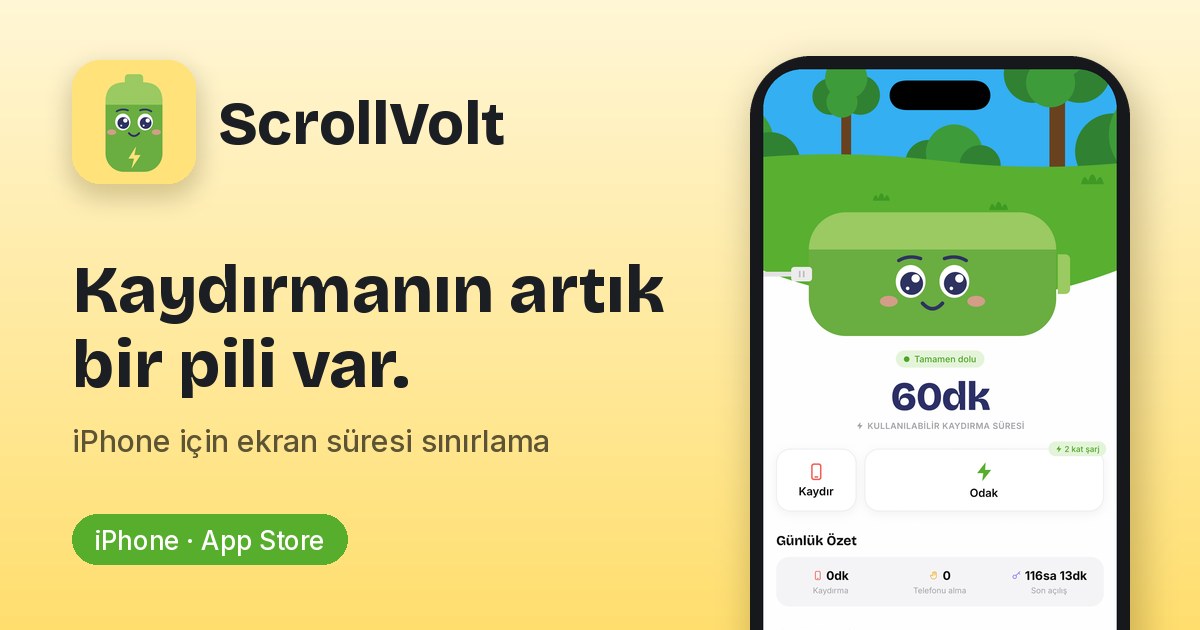 ScrollVolt
Kaydırmanın artık
bir pili var.
iPhone için ekran süresi sınırlama
iPhone · App Store
Tamamen dolu
60dk
KULLANILABİLİR KAYDIRMA SÜRESİ
2 kat şarj
Kaydır
Odak
Günlük Özet
0dk
Kaydırma
0
Telefonu alma
116sa 13dk
Son açılış